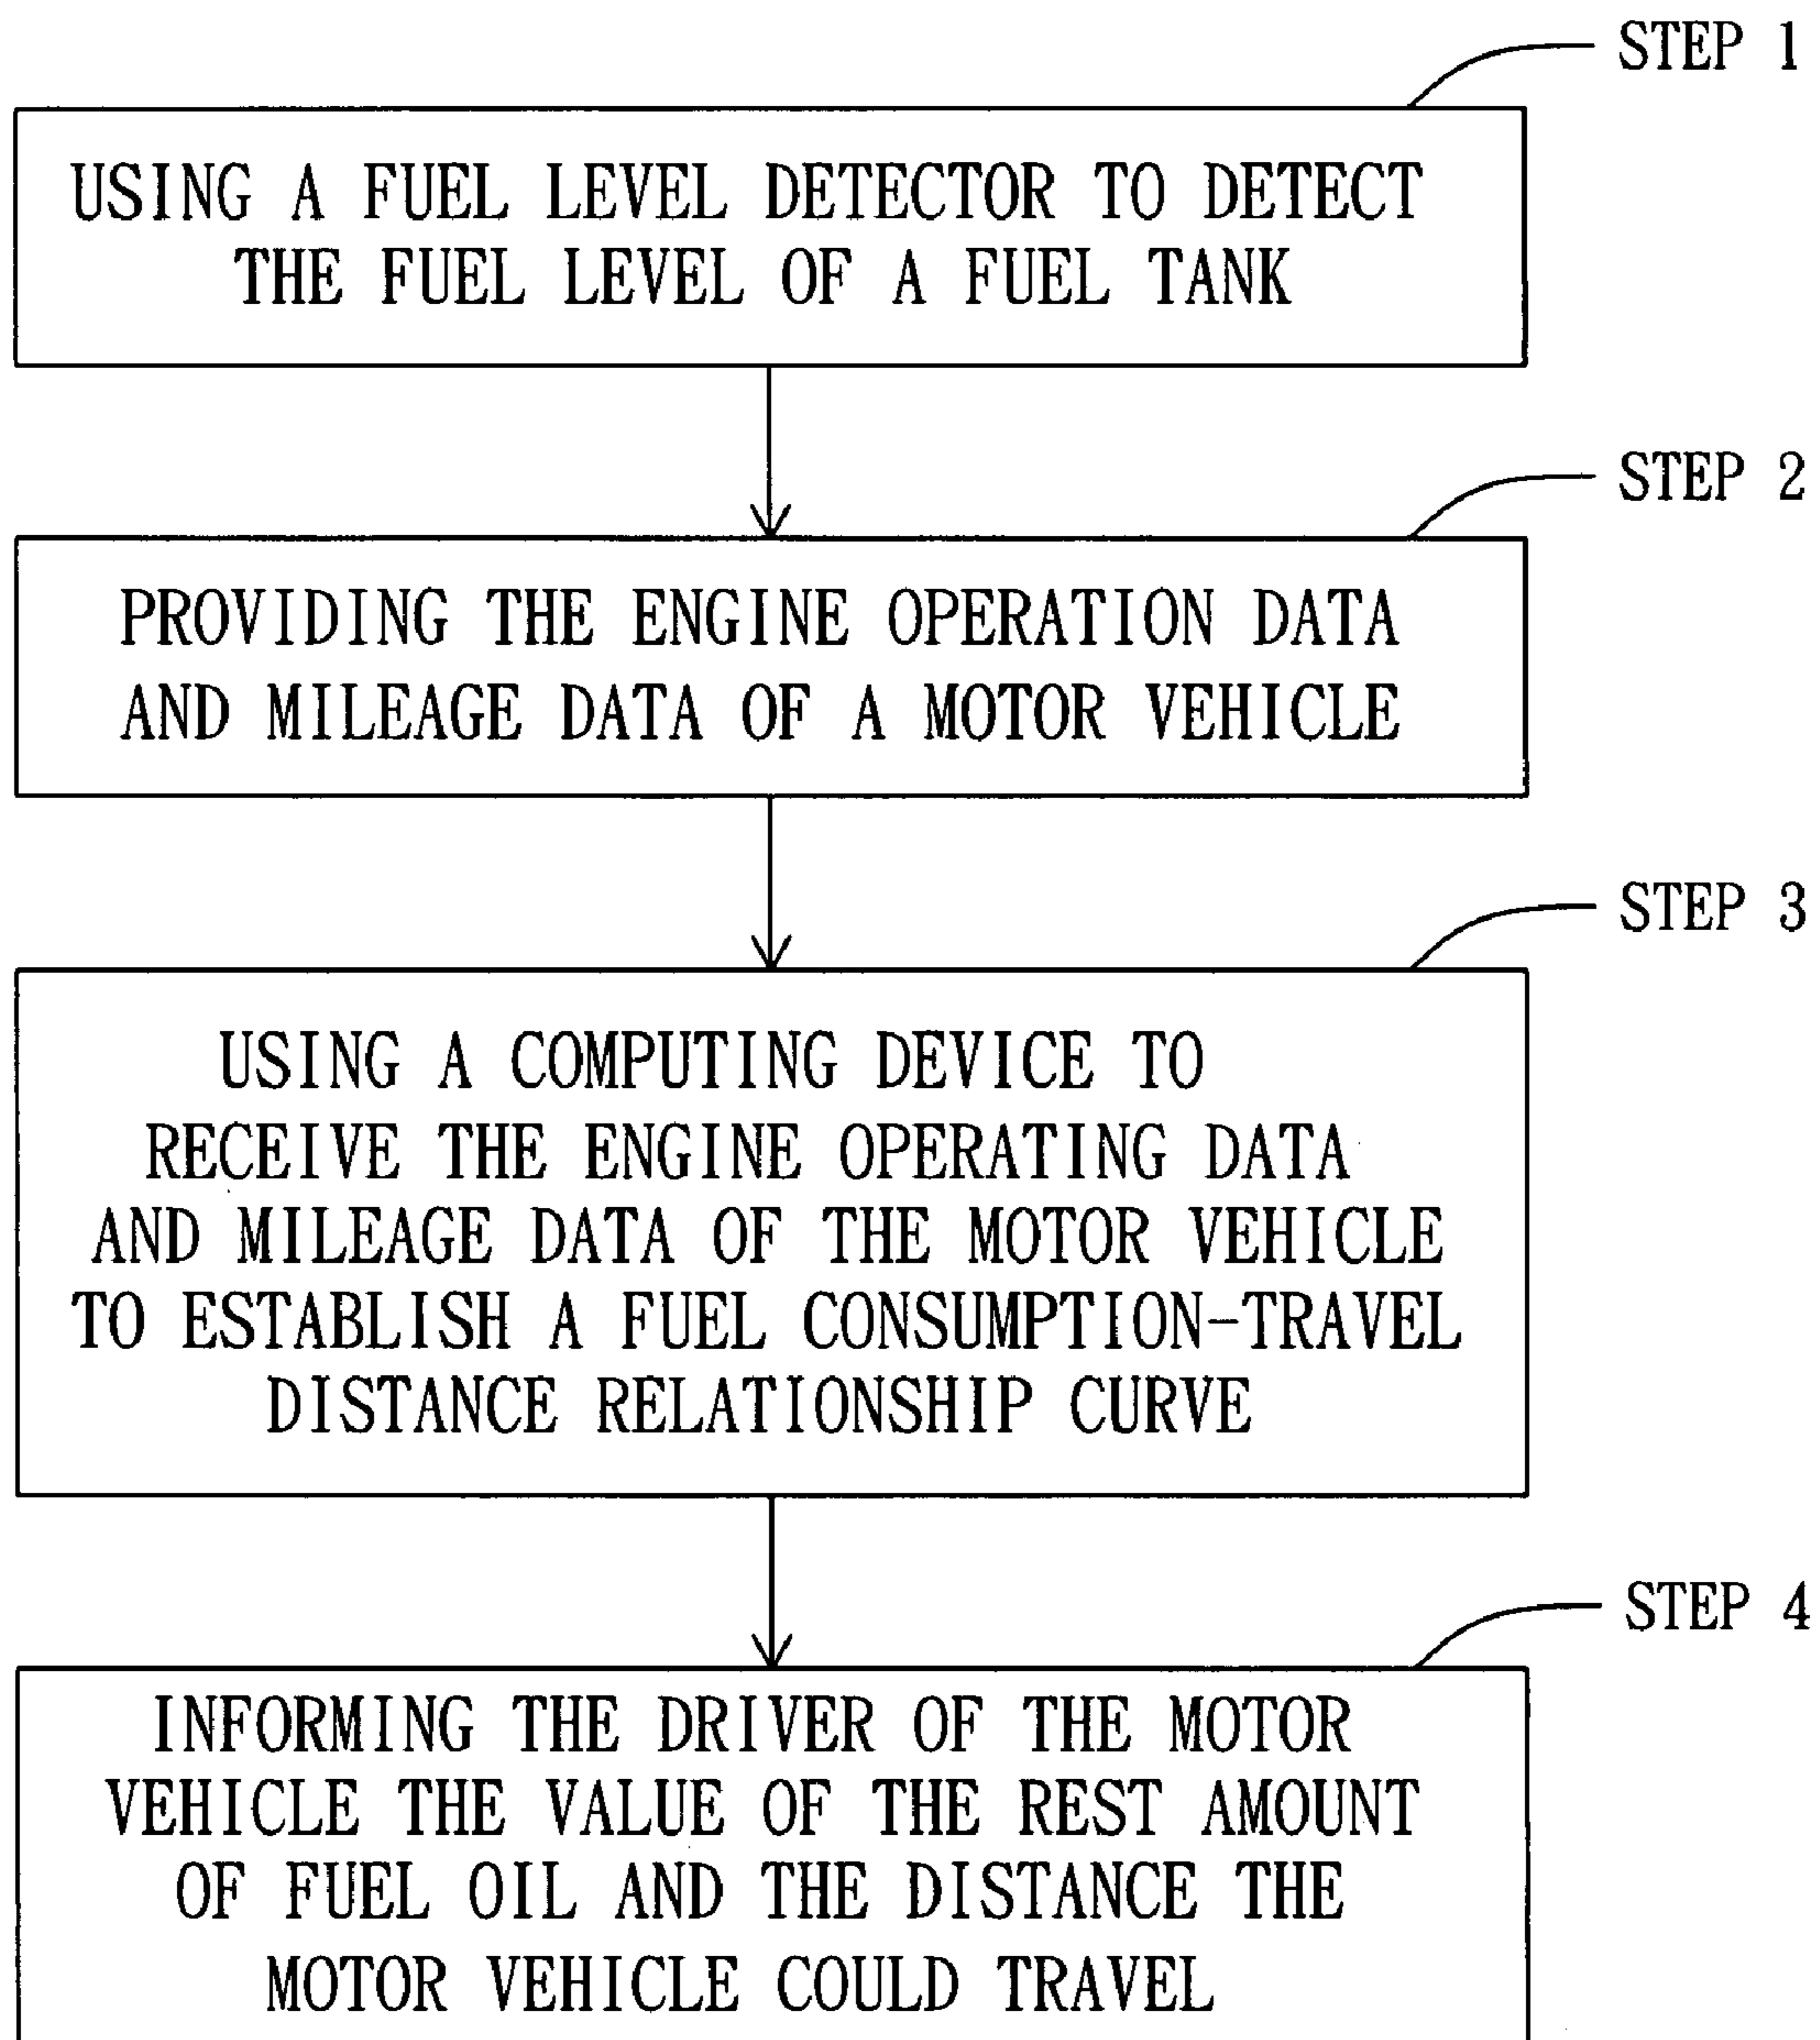 STEP 1
USING A FUEL LEVEL DETECTOR TO DETECT
THE FUEL LEVEL OF A FUEL TANK
STEP 2
PROVIDING THE ENGINE OPERATION DATA
AND MILEAGE DATA OF A MOTOR VEHICLE
STEP 3
USING A COMPUTING DEVICE TO
RECEIVE THE ENGINE OPERATING DATA
AND MILEAGE DATA OF THE MOTOR VEHICLE
TO ESTABLISH A FUEL CONSUMPTION-TRAVEL
DISTANCE RELATIONSHIP CURVE
STEP 4
INFORMING THE DRIVER OF THE MOTOR
VEHICLE THE VALUE OF THE REST AMOUNT
OF FUEL OIL AND THE DISTANCE THE
MOTOR VEHICLE COULD TRAVEL